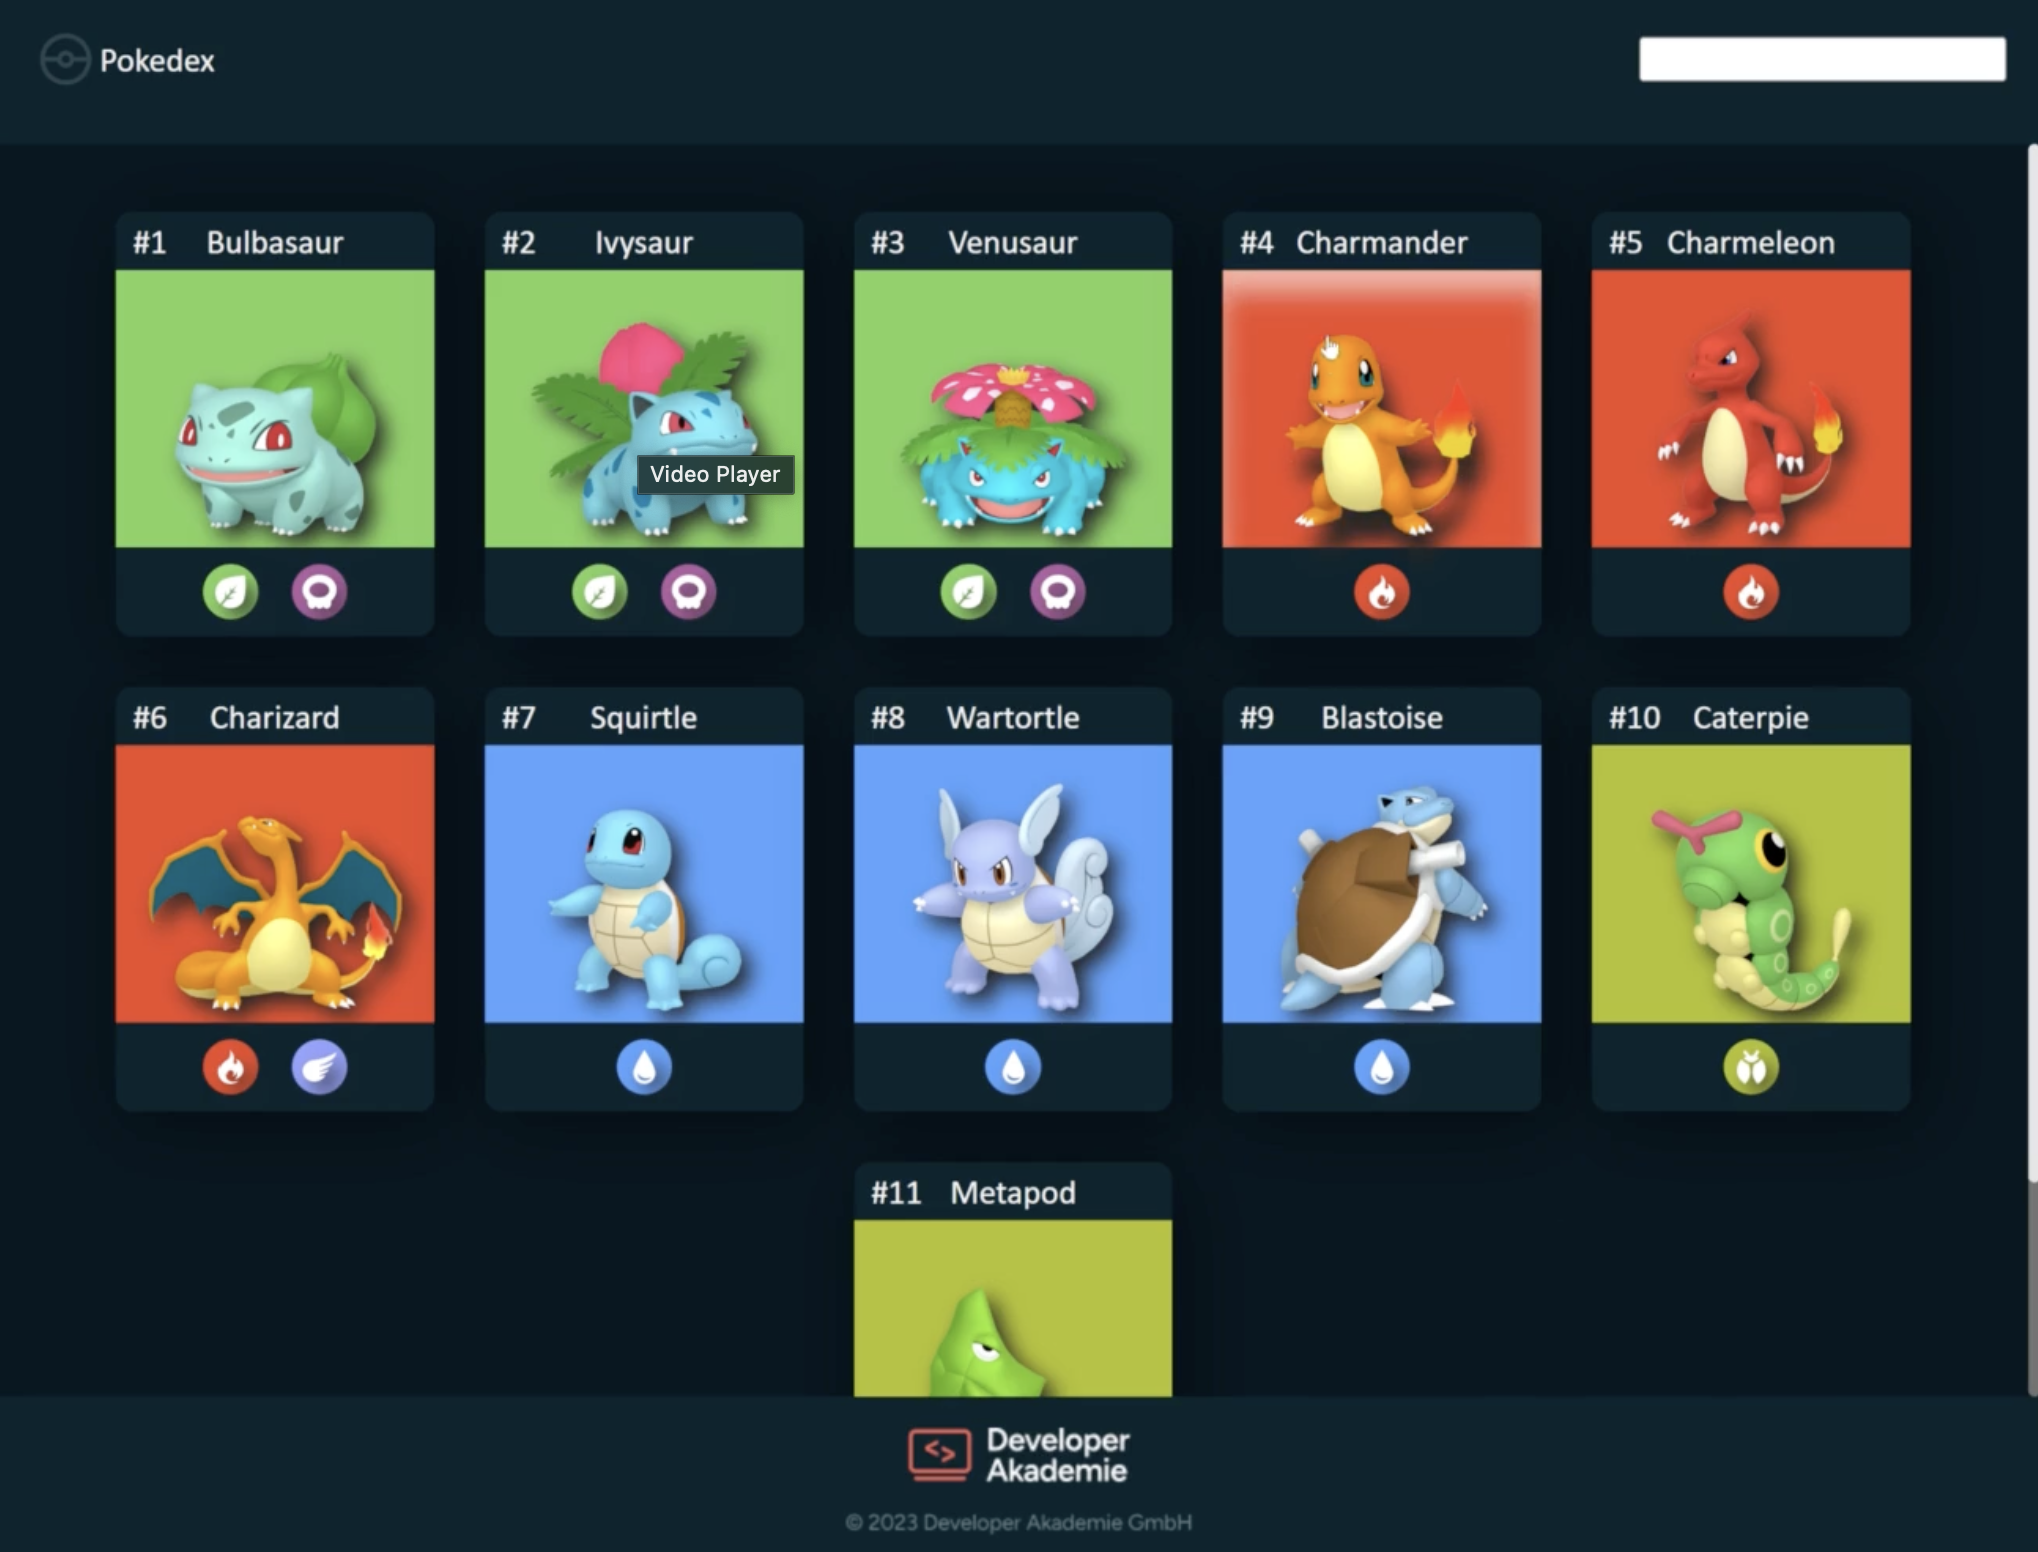 Pokedex
#1 Bulbasaur
#2 Ivysaur
#3 Venusaur
#4 Charmander
#5 Charmeleon
Video Player
#6 Charizard
#7 Squirtle
#8 Wartortle
#9 Blastoise
#10 Caterpie
#11 Metapod
<>
Developer
Akademie
© 2023 Developer Akademie GmbH